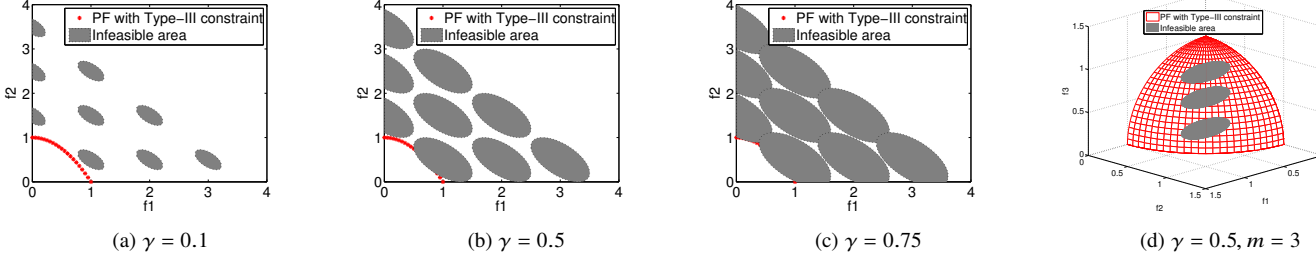 4
3
2
1
0
f2
0
1
2
3
4
f1
PF with Type-III constraint
Infeasible area
(a) γ = 0.1
4
3
2
1
0
f2
0
1
2
3
4
f1
PF with Type-III constraint
Infeasible area
(b) γ = 0.5
4
3
2
1
0
f2
0
1
2
3
4
f1
PF with Type-III constraint
Infeasible area
(c) γ = 0.75
1.5
1
0.5
0
f3
PF with Type-III constraint
Infeasible area
0
0.5
1
1.5
f2
1.5
1
0.5
f1
(d) γ = 0.5, m = 3